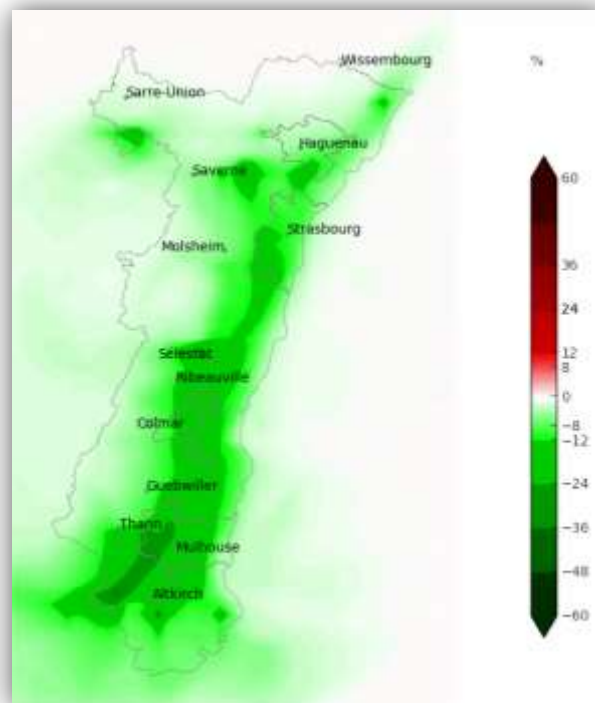 Wissembourg
%
Sarre-Union
Haguenau
Saverne
60
Strasbourg
Molsheim
36
24
12
Sélestat
8
Ribeauvillé
0
Colmar
−8
−12
Guebwiller
−24
Thann
−36
Mulhouse
−48
Altkirch
−60